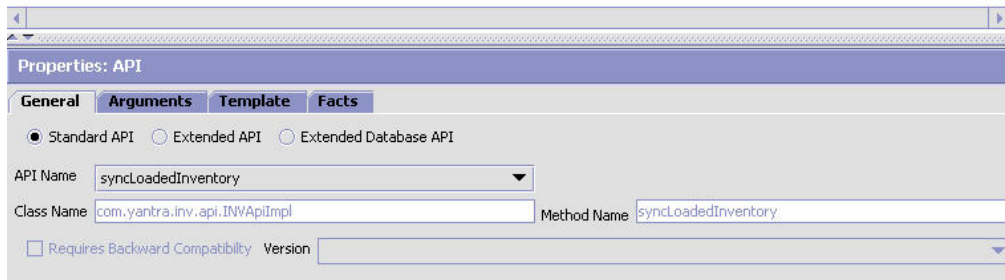 Properties: API
General Arguments Template Facts
Standard API Extended API Extended Database API
API Name syncLoadedInventory
Class Name com.yantra.inv.api.INVApiImpl Method Name syncLoadedInventory
Requires Backward Compatibilty Version